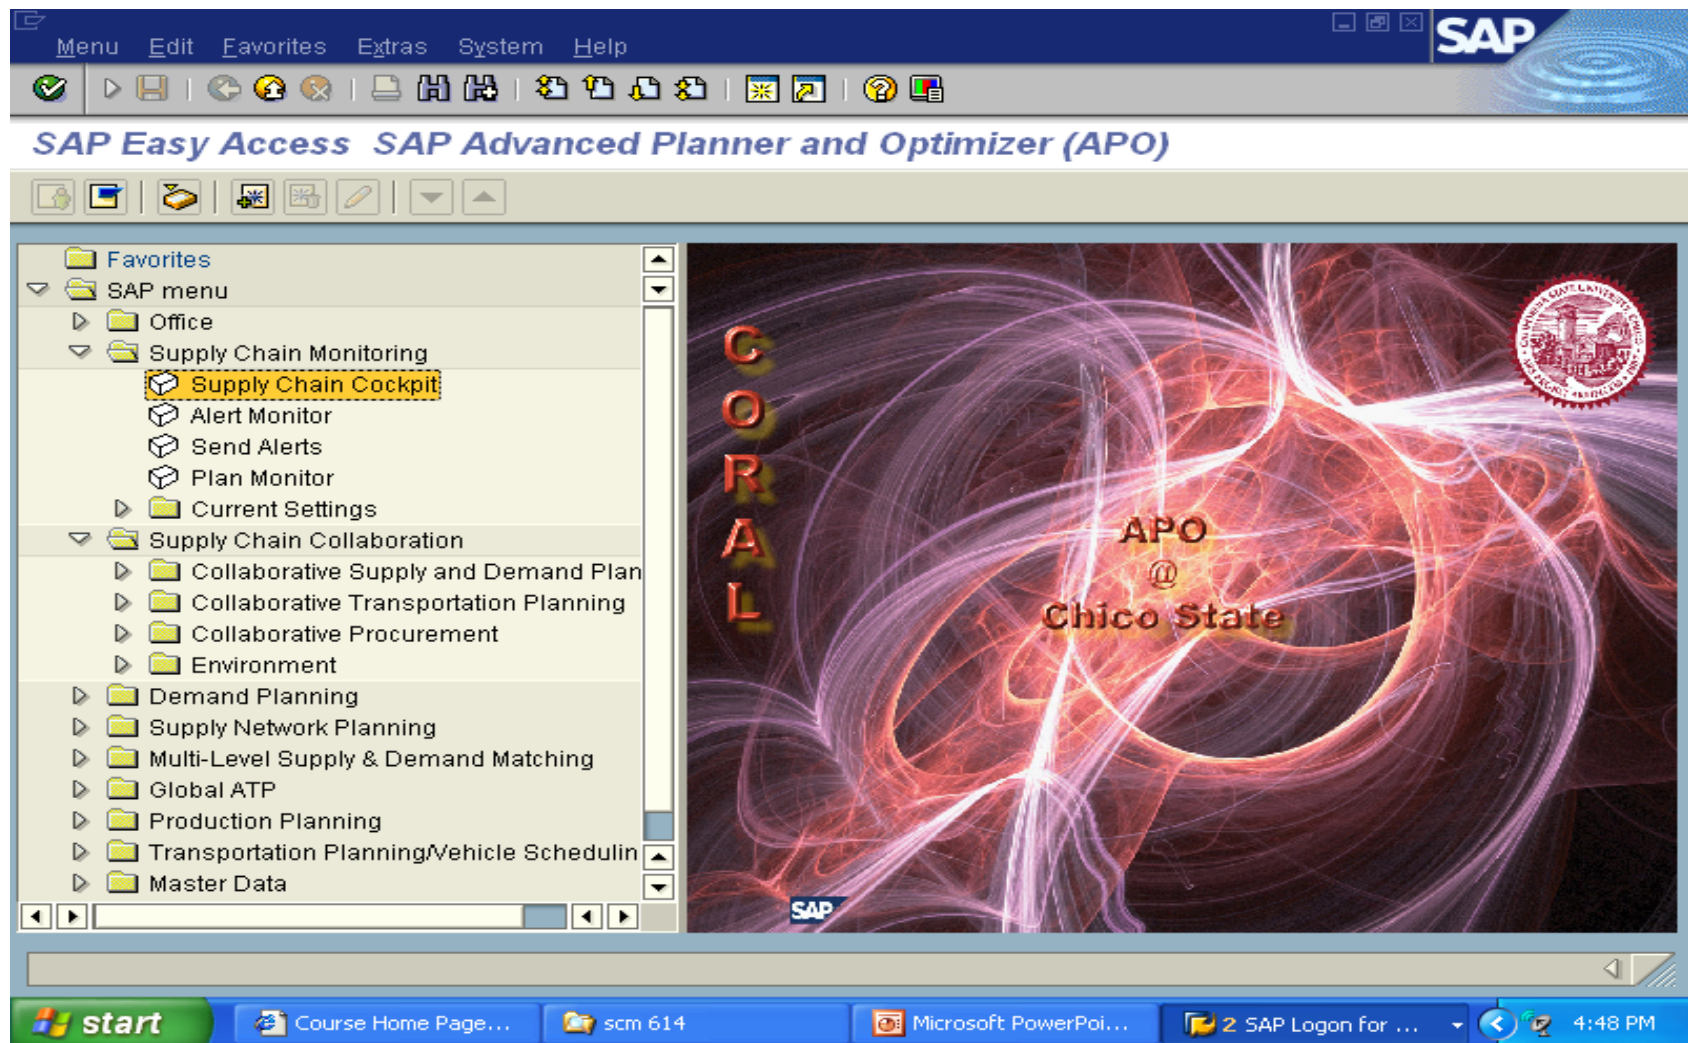 Menu Edit Favorites Extras System Help
SAP
SAP Easy Access SAP Advanced Planner and Optimizer (APO)
Favorites
SAP menu
Office
Supply Chain Monitoring
Supply Chain Cockpit
Alert Monitor
Send Alerts
Plan Monitor
Current Settings
Supply Chain Collaboration
Collaborative Supply and Demand Plan
Collaborative Transportation Planning
Collaborative Procurement
Environment
Demand Planning
Supply Network Planning
Multi-Level Supply & Demand Matching
Global ATP
Production Planning
Transportation Planning/Vehicle Schedulin
Master Data
CORAL
APO
@
Chico State
SAP
start
Course Home Page...
scm 614
Microsoft PowerPoi...
2 SAP Logon for ...
4:48 PM